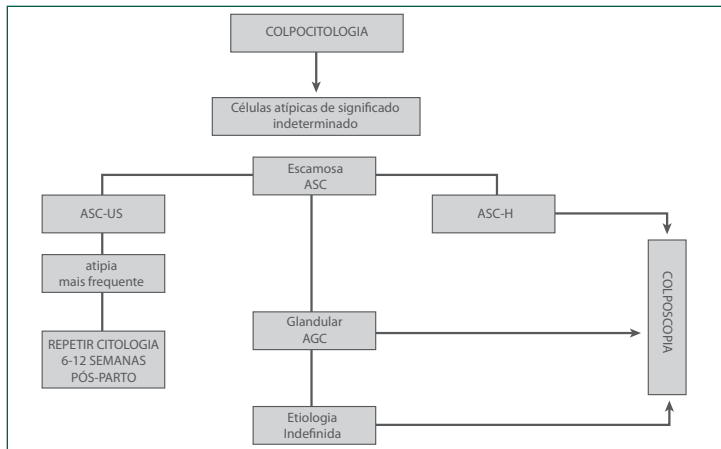 COLPOCITOLOGIA
Células atípicas de significado
indeterminado
Escamosa
ASC
ASC-US
ASC-H
atipia
mais frequente
COLPOSCOPIA
REPETIR CITOLOGIA
6-12 SEMANAS
PÓS-PARTO
Glandular
AGC
Etiologia
Indefinida